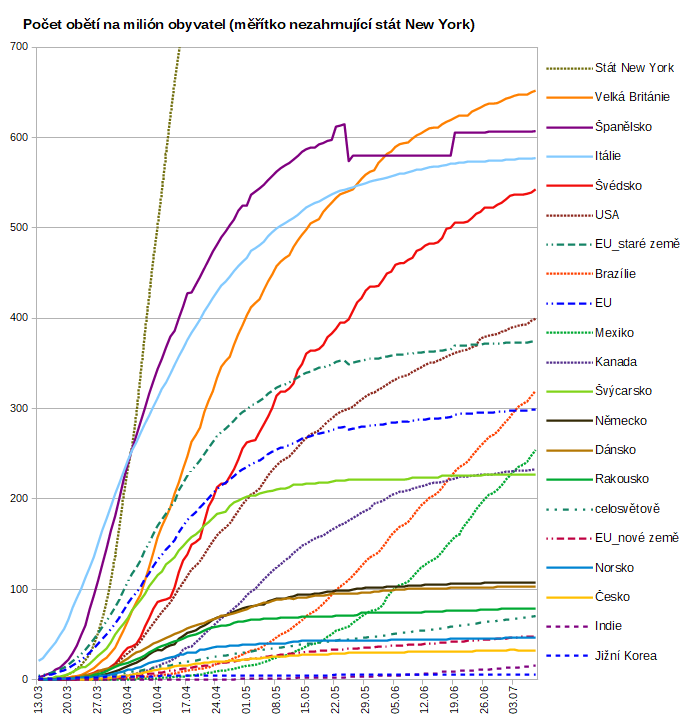 Počet obětí na milión obyvatel (měřítko nezahrnující stát New York)
700
600
500
400
300
200
100
0
13.03
20.03
27.03
03.04
10.04
17.04
24.04
01.05
08.05
15.05
22.05
29.05
05.06
12.06
19.06
26.06
03.07
Stát New York
Velká Británie
Španělsko
Itálie
Švédsko
USA
EU_staré země
Brazílie
EU
Mexiko
Kanada
Švýcarsko
Německo
Dánsko
Rakousko
celosvětově
EU_nové země
Norsko
Česko
Indie
Jižní Korea